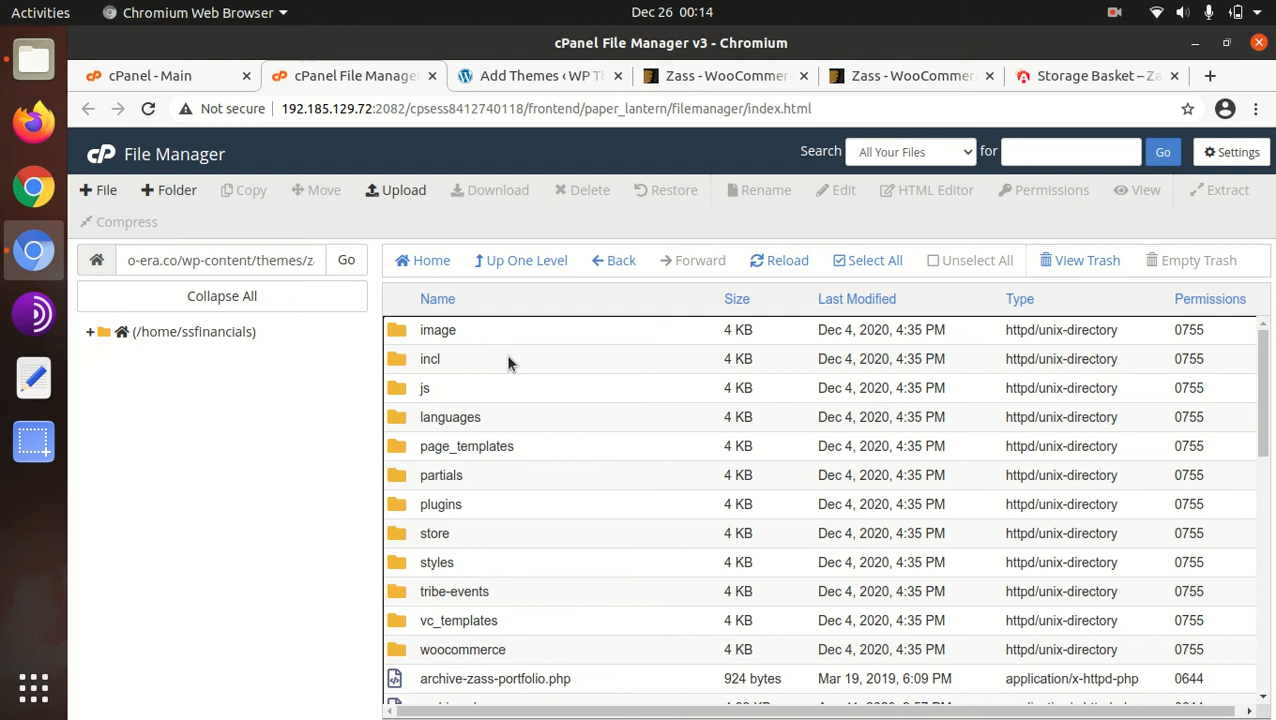 Activities Chromium Web Browser Dec 26 00:14
cPanel File Manager v3 - Chromium
cPanel - Main cPanel File Manager Add Themes ‹ WP Th Zass - WooCommer Zass - WooCommer Storage Basket – Za
Not secure 192.185.129.72:2082/cpsess8412740118/frontend/paper_lantern/filemanager/index.html
cP File Manager Search All Your Files for Go Settings
File Folder Copy Move Upload Download Delete Restore Rename Edit HTML Editor Permissions View Extract
Compress
o-era.co/wp-content/themes/za Go Home Up One Level Back Forward Reload Select All Unselect All View Trash Empty Trash
Collapse All
Name Size Last Modified Type Permissions
(/home/ssfinancials)
image 4 KB Dec 4, 2020, 4:35 PM httpd/unix-directory 0755
incl 4 KB Dec 4, 2020, 4:35 PM httpd/unix-directory 0755
js 4 KB Dec 4, 2020, 4:35 PM httpd/unix-directory 0755
languages 4 KB Dec 4, 2020, 4:35 PM httpd/unix-directory 0755
page_templates 4 KB Dec 4, 2020, 4:35 PM httpd/unix-directory 0755
partials 4 KB Dec 4, 2020, 4:35 PM httpd/unix-directory 0755
plugins 4 KB Dec 4, 2020, 4:35 PM httpd/unix-directory 0755
store 4 KB Dec 4, 2020, 4:35 PM httpd/unix-directory 0755
styles 4 KB Dec 4, 2020, 4:35 PM httpd/unix-directory 0755
tribe-events 4 KB Dec 4, 2020, 4:35 PM httpd/unix-directory 0755
vc_templates 4 KB Dec 4, 2020, 4:35 PM httpd/unix-directory 0755
woocommerce 4 KB Dec 4, 2020, 4:35 PM httpd/unix-directory 0755
archive-zass-portfolio.php 924 bytes Mar 19, 2019, 6:09 PM application/x-httpd-php 0644